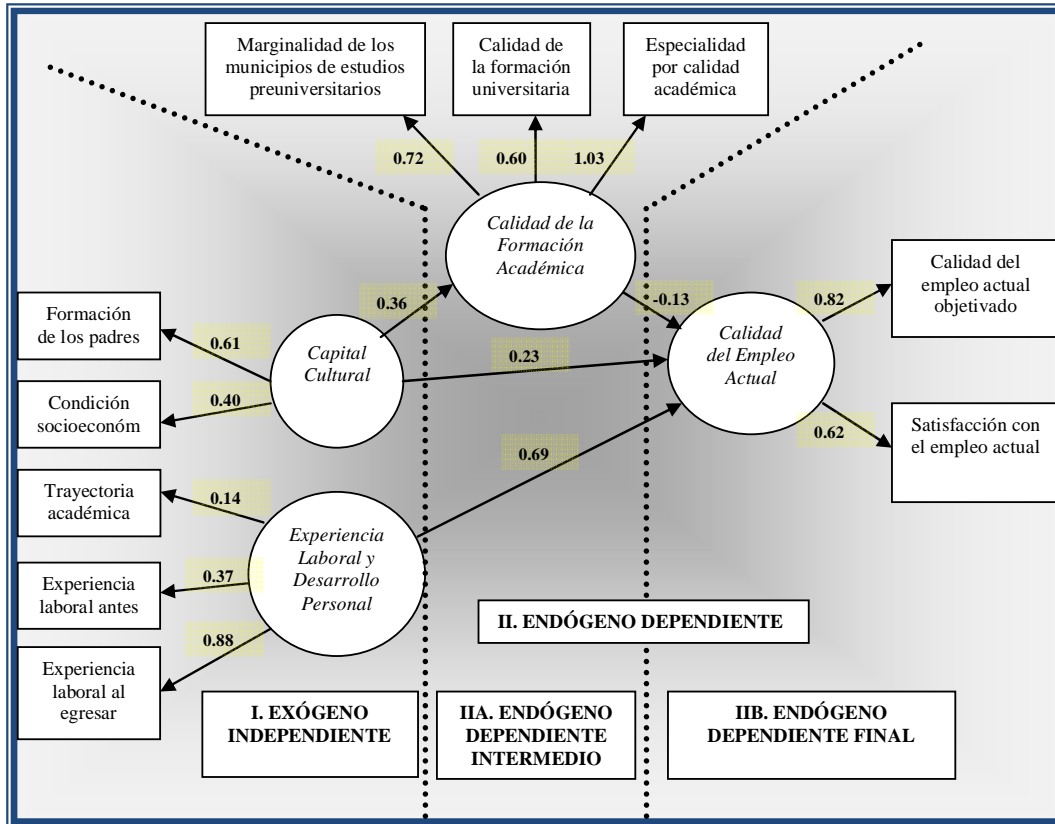 Marginalidad de los
municipios de estudios
preuniversitarios
Calidad de
la formación
universitaria
Especialidad
por calidad
académica
0.72
0.60
1.03
Calidad de la
Formación
Académica
Calidad del
empleo actual
objetivado
Formación
de los padres
0.36
-0.13
0.82
0.61
Capital
Cultural
0.23
Calidad
del Empleo
Actual
Condición
socioeconóm
0.40
0.62
Satisfacción con
el empleo actual
0.69
Trayectoria
académica
0.14
Experiencia
Laboral y
Desarrollo
Personal
Experiencia
laboral antes
0.37
II. ENDÓGENO DEPENDIENTE
0.88
Experiencia
laboral al
egresar
I. EXÓGENO
INDEPENDIENTE
IIA. ENDÓGENO
DEPENDIENTE
INTERMEDIO
IIB. ENDÓGENO
DEPENDIENTE FINAL